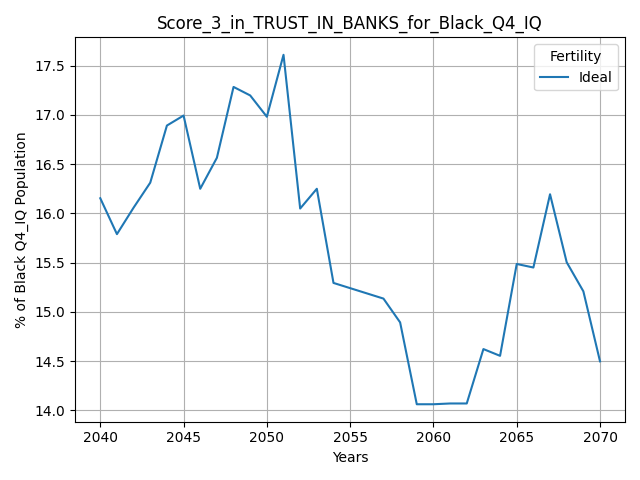 Score_3_in_TRUST_IN_BANKS_for_Black_Q4_IQ
Fertility
Ideal
% of Black Q4_IQ Population
17.5
17.0
16.5
16.0
15.5
15.0
14.5
14.0
2040 2045 2050 2055 2060 2065 2070
Years